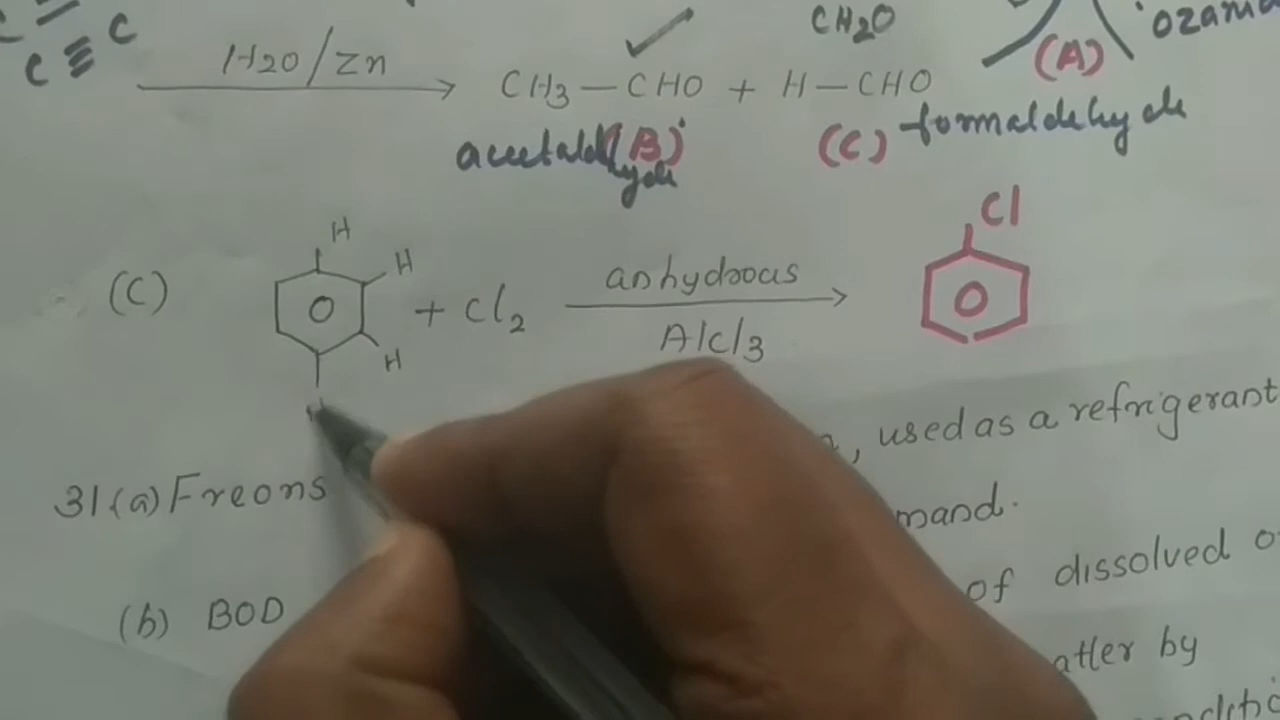 CH2O
C ≡ C
H2O/Zn CH3—CHO + H—CHO (A)
acetaldehyde (B) (C) formaldehyde
Cl
(C) H H H O + Cl2 anhydrous AlCl3 O
31(a) Freons , used as a refrigerant
mand.
(b) BOD of dissolved
atter by